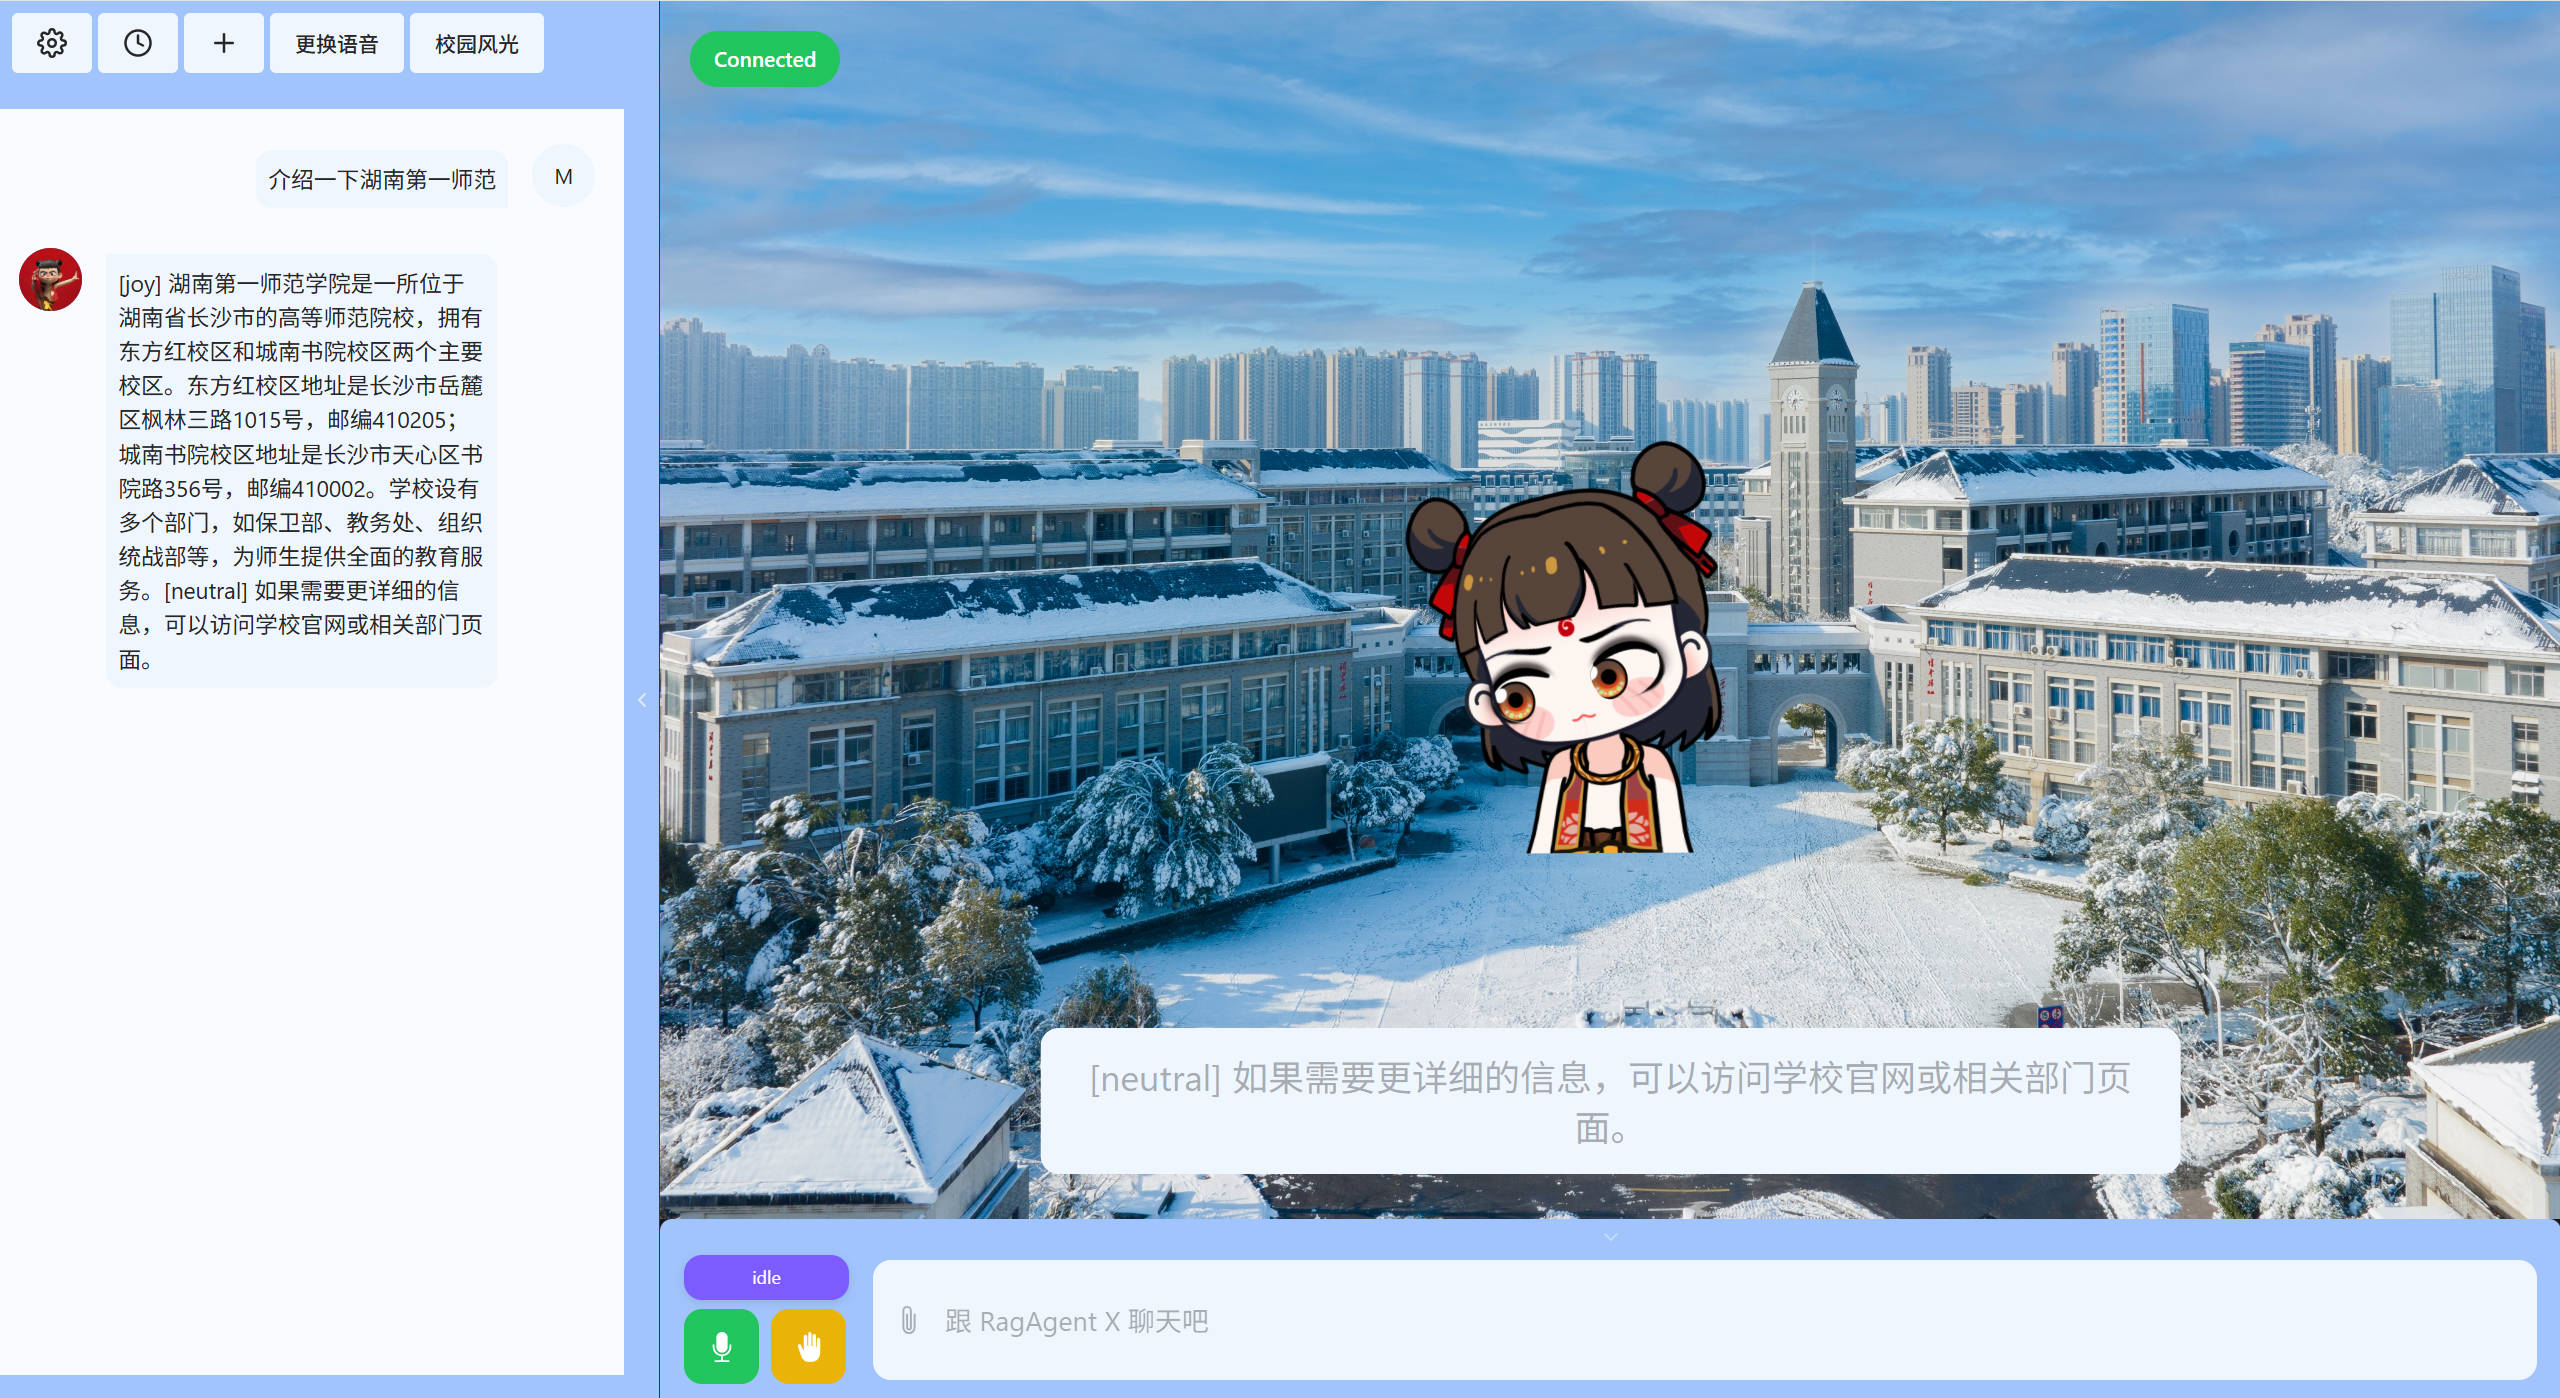 更换语音
校园风光
Connected
介绍一下湖南第一师范
M
[joy] 湖南第一师范学院是一所位于
湖南省长沙市的高等师范院校，拥有
东方红校区和城南书院校区两个主要
校区。东方红校区地址是长沙市岳麓
区枫林三路1015号，邮编410205；
城南书院校区地址是长沙市天心区书
院路356号，邮编410002。学校设有
多个部门，如保卫部、教务处、组织
统战部等，为师生提供全面的教育服
务。[neutral] 如果需要更详细的信
息，可以访问学校官网或相关部门页
面。
[neutral] 如果需要更详细的信息，可以访问学校官网或相关部门页
面。
idle
跟 RagAgent X 聊天吧